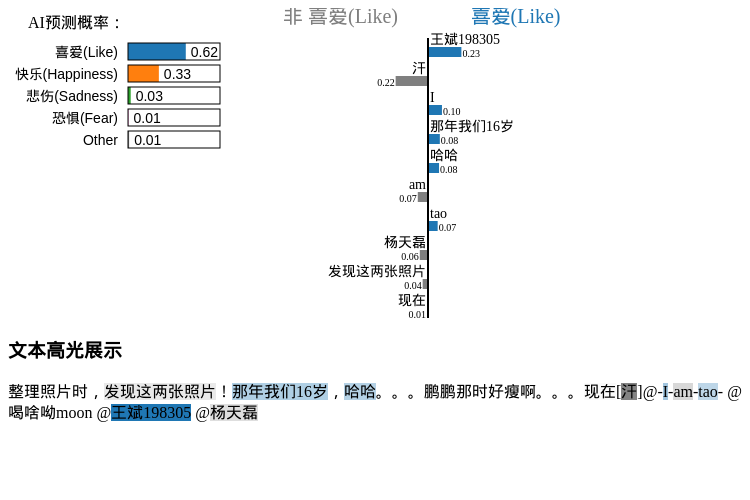 AI预测概率：
喜爱(Like) 0.62
快乐(Happiness) 0.33
悲伤(Sadness) 0.03
恐惧(Fear) 0.01
Other 0.01
非 喜爱(Like) 喜爱(Like)
王斌198305
0.23
汗
0.22
I
0.10
那年我们16岁
0.08
哈哈
0.08
am
0.07
tao
0.07
杨天磊
0.06
发现这两张照片
0.04
现在
0.01
文本高光展示
整理照片时，发现这两张照片！那年我们16岁，哈哈。。。鹏鹏那时好瘦啊。。。现在[汗]@-I-am-tao- @
喝啥呦moon @王斌198305 @杨天磊